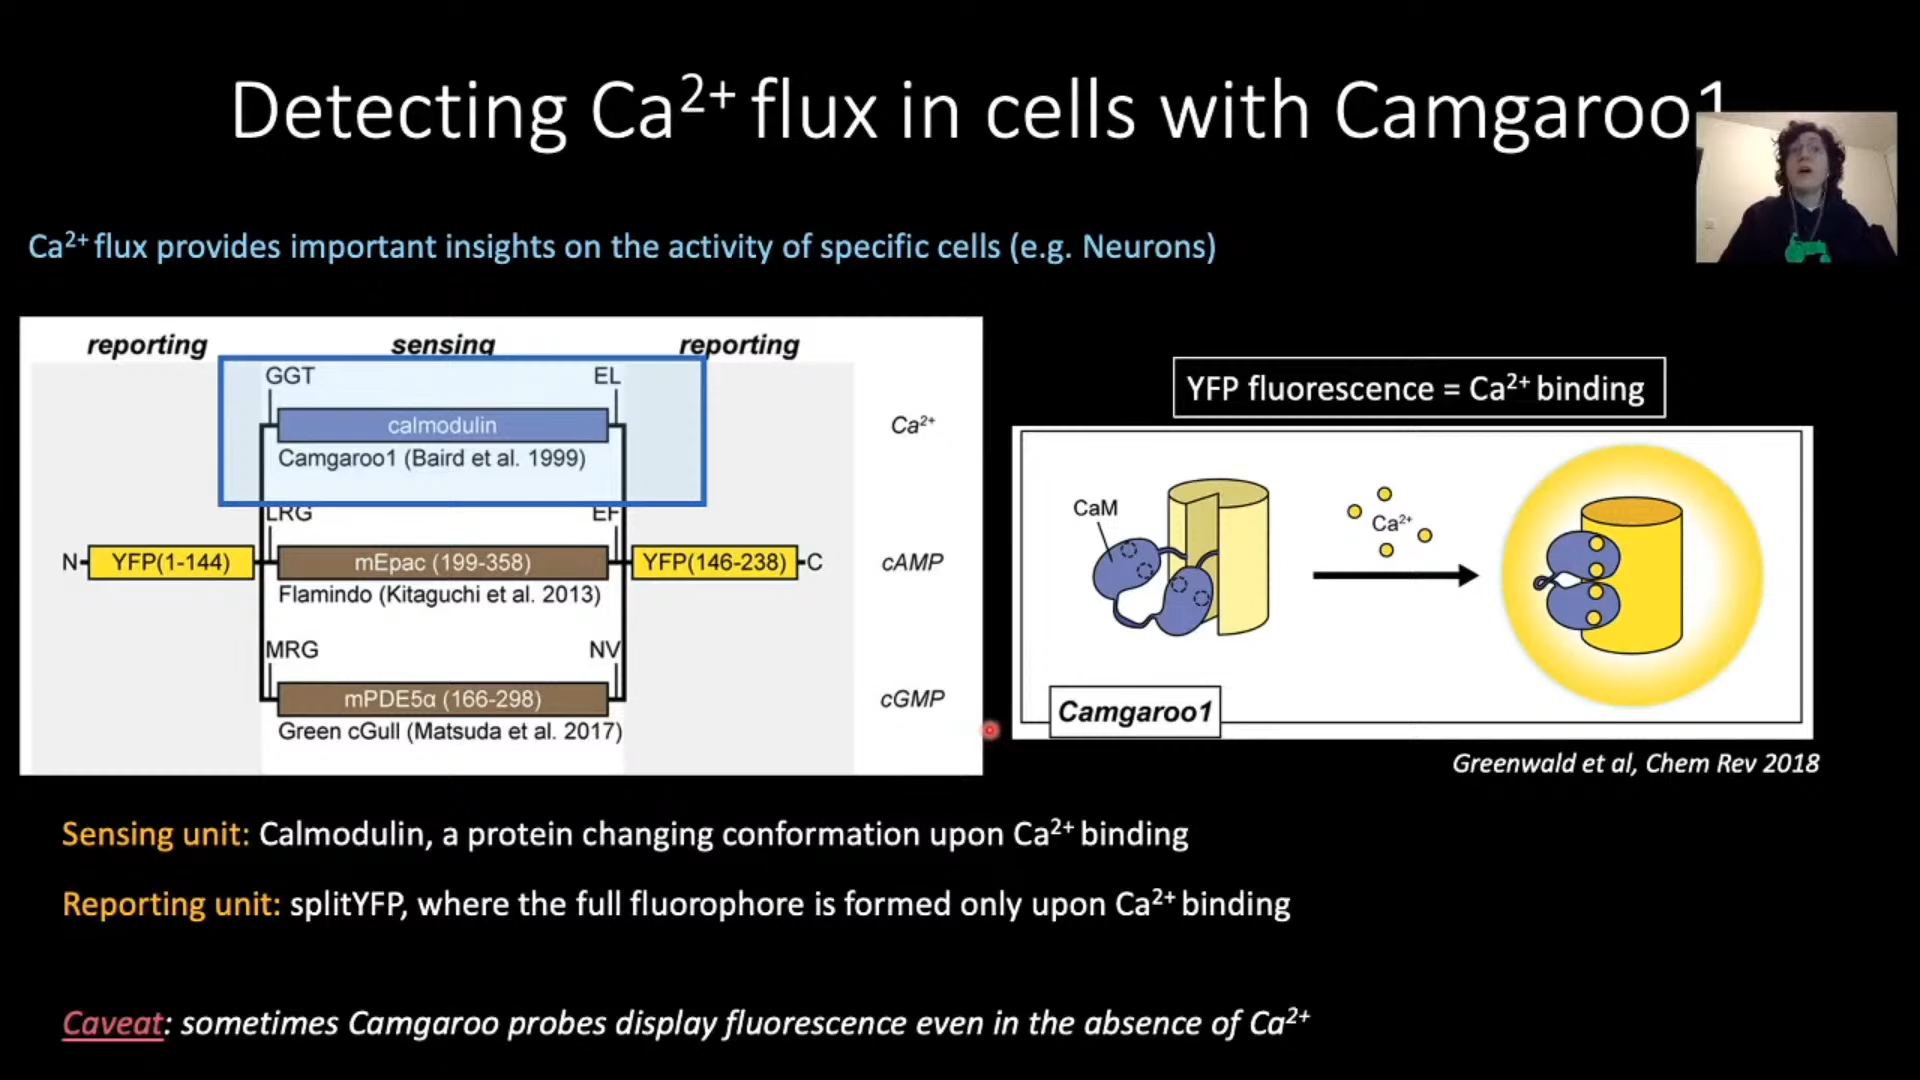 Detecting Ca²⁺ flux in cells with Camgaroo1
Ca²⁺ flux provides important insights on the activity of specific cells (e.g. Neurons)
reporting sensing reporting
GGT EL
calmodulin Ca²⁺
Camgaroo1 (Baird et al. 1999)
LRG EF
N YFP(1-144) mEpac (199-358) YFP(146-238) C cAMP
Flamindo (Kitaguchi et al. 2013)
MRG NV
mPDE5α (166-298) cGMP
Green cGull (Matsuda et al. 2017)
YFP fluorescence = Ca²⁺ binding
CaM
Ca²⁺
Camgaroo1
Greenwald et al, Chem Rev 2018
Sensing unit: Calmodulin, a protein changing conformation upon Ca²⁺ binding
Reporting unit: splitYFP, where the full fluorophore is formed only upon Ca²⁺ binding
Caveat: sometimes Camgaroo probes display fluorescence even in the absence of Ca²⁺